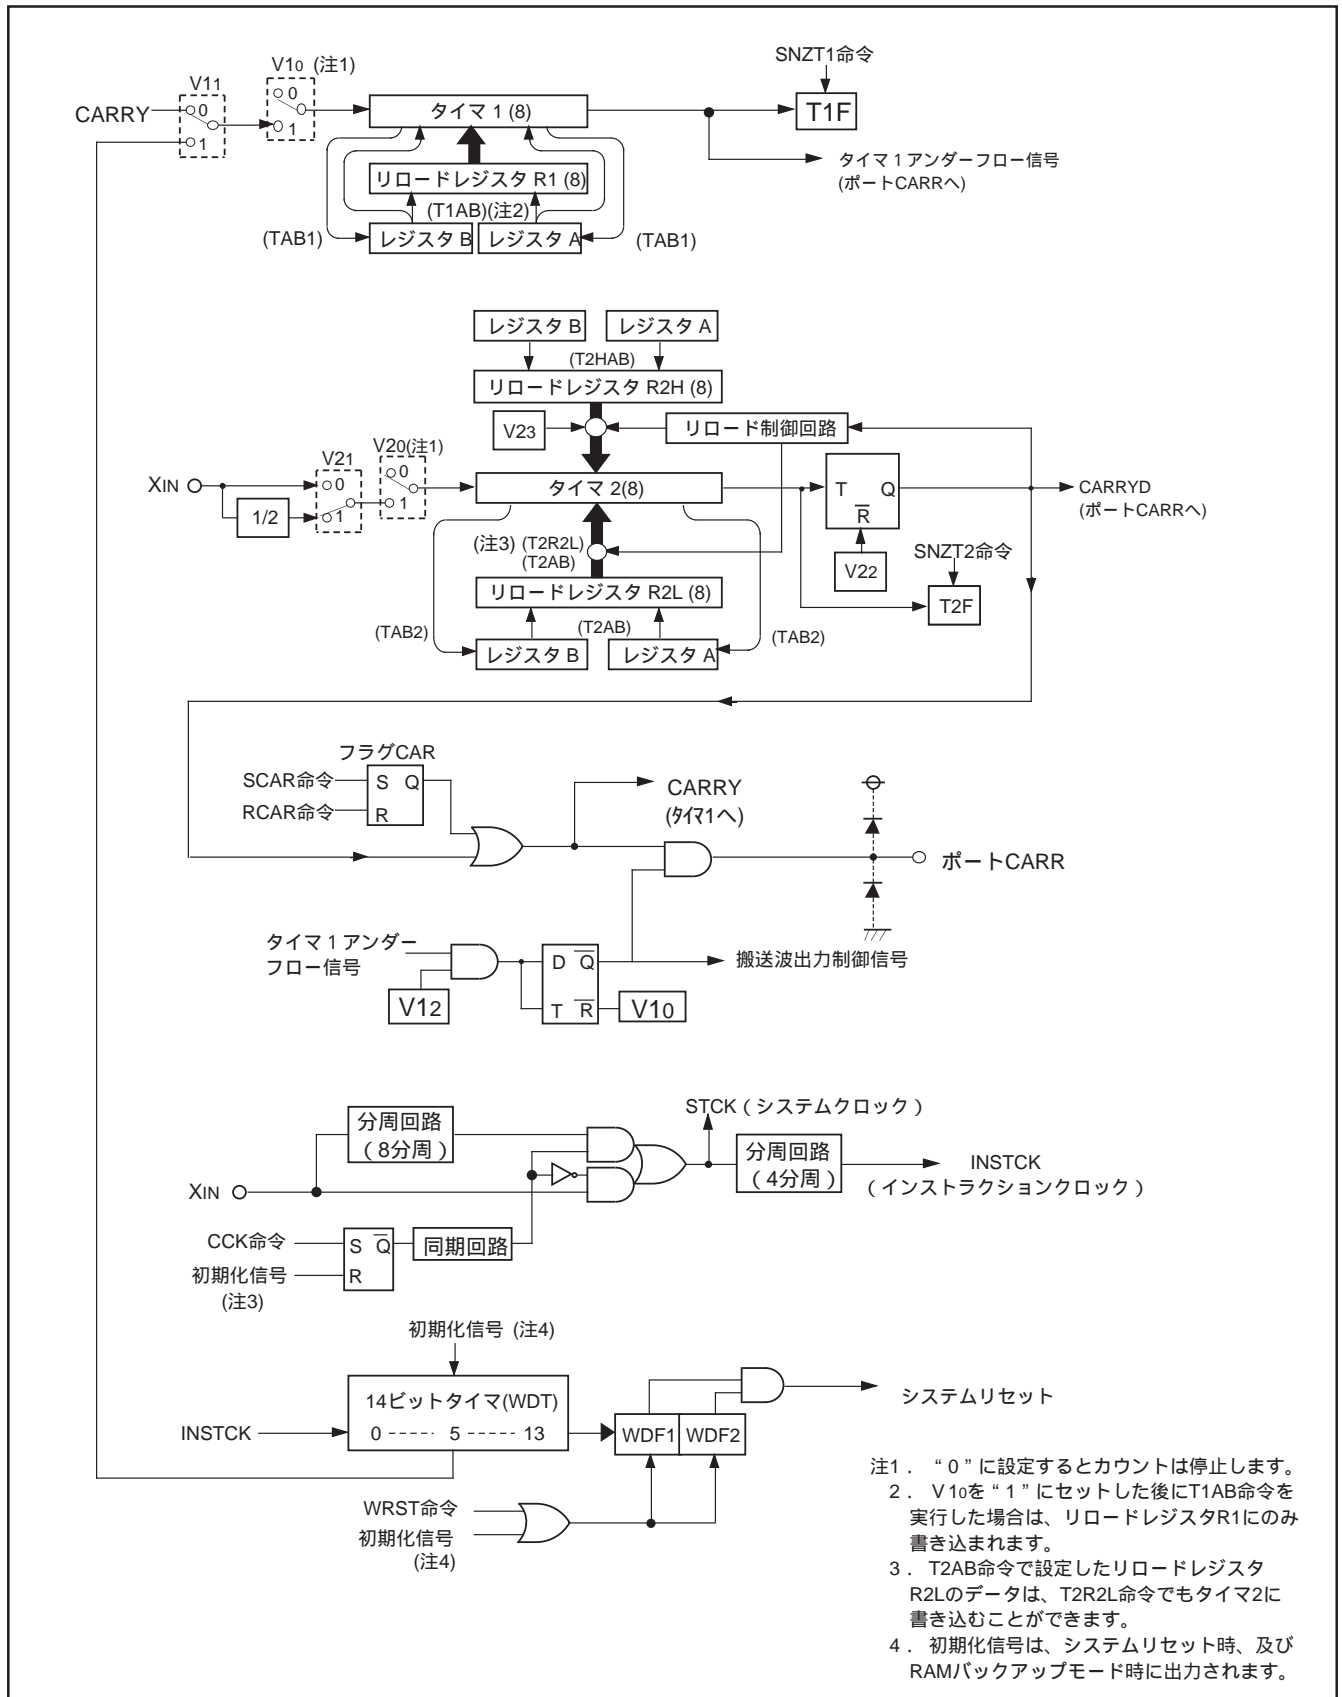 SNZT1命令
V10 (注1)
V11
0
0
タイマ 1 (8)
T1F
CARRY
1
1
タイマ 1 アンダーフロー信号
(ポートCARRへ)
リロードレジスタ R1 (8)
(T1AB)(注2)
(TAB1)
レジスタ B
レジスタ A
(TAB1)
レジスタ B
レジスタ A
(T2HAB)
リロードレジスタ R2H (8)
V23
リロード制御回路
V20(注1)
V21
0
XIN
0
タイマ 2(8)
T Q
CARRYD
(ポートCARRへ)
1/2
1
1
R
(注3) (T2R2L)
(T2AB)
SNZT2命令
V22
リロードレジスタ R2L (8)
T2F
(TAB2)
(T2AB)
(TAB2)
レジスタ B
レジスタ A
フラグCAR
SCAR命令
S Q
CARRY
(タイマ1へ)
RCAR命令
R
ポートCARR
タイマ 1 アンダー
フロー信号
D Q
搬送波出力制御信号
V12
T R
V10
STCK ( システムクロック )
分周回路
( 8分周 )
分周回路
( 4分周 )
INSTCK
( インストラクションクロック )
XIN
CCK命令
S Q
同期回路
初期化信号
R
(注3)
初期化信号 (注4)
14ビットタイマ(WDT)
システムリセット
INSTCK
0 ----- 5 ----- 13
WDF1
WDF2
WRST命令
初期化信号
(注4)
注1 . “ 0 ” に設定するとカウントは停止します。
2 . V 10を “ 1 ” にセットした後にT1AB命令を
実行した場合は、リロードレジスタR1にのみ
書き込まれます。
3 . T2AB命令で設定したリロードレジスタ
R2Lのデータは、T2R2L命令でもタイマ2に
書き込むことができます。
4 . 初期化信号は、システムリセット時、及び
RAMバックアップモード時に出力されます。